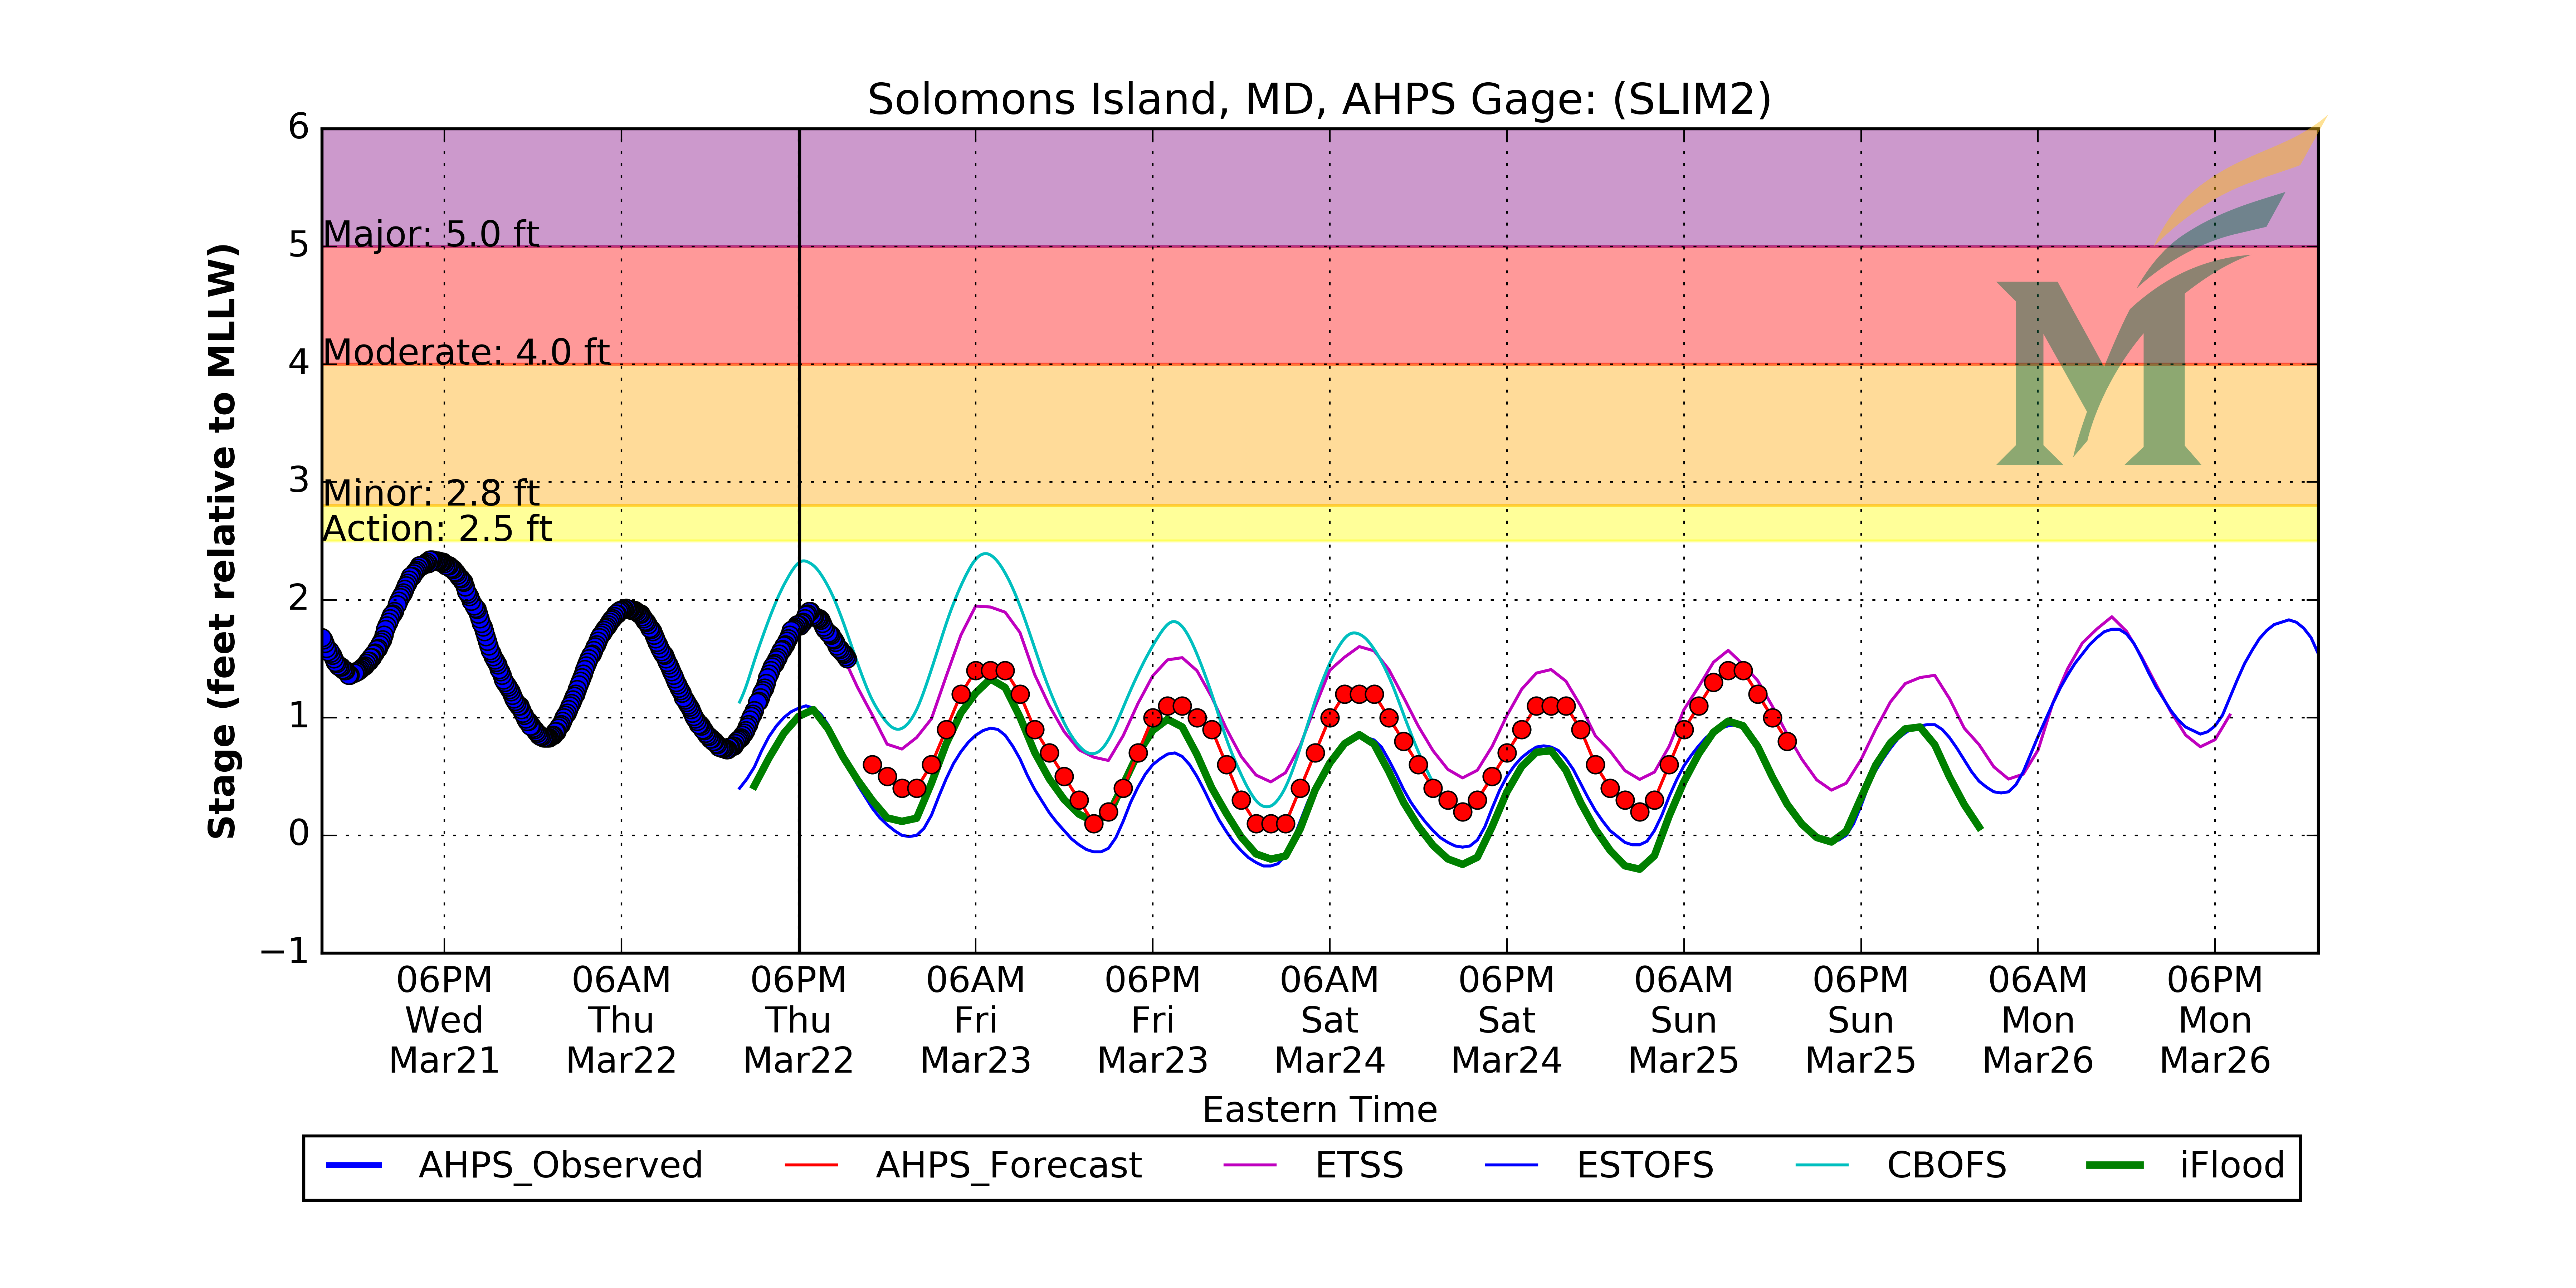 Solomons Island, MD, AHPS Gage: (SLIM2)
6
5
4
3
2
1
0
−1
Stage (feet relative to MLLW)
Major: 5.0 ft
Moderate: 4.0 ft
Minor: 2.8 ft
Action: 2.5 ft
M
06PM 06AM 06PM 06AM 06PM 06AM 06PM 06AM 06PM 06AM 06PM
Wed Thu Thu Fri Fri Sat Sat Sun Sun Mon Mon
Mar21 Mar22 Mar22 Mar23 Mar23 Mar24 Mar24 Mar25 Mar25 Mar26 Mar26
Eastern Time
AHPS_Observed AHPS_Forecast ETSS ESTOFS CBOFS iFlood